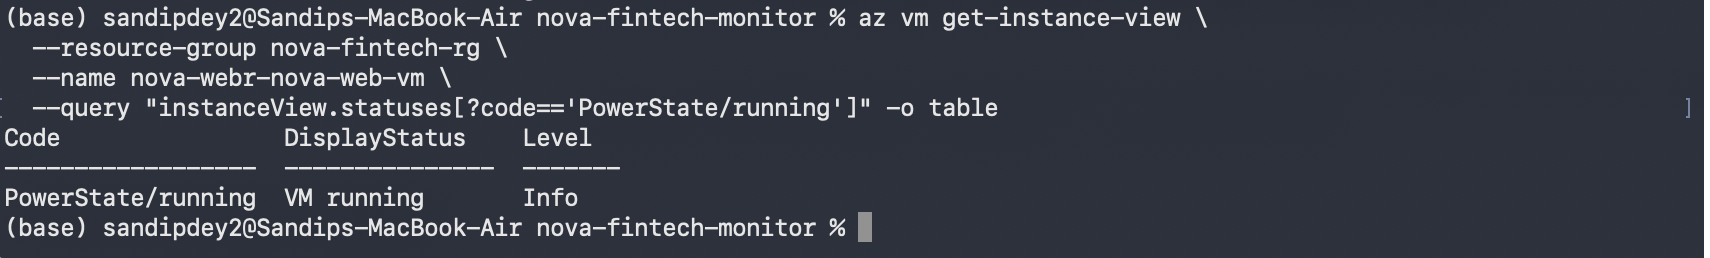 (base) sandipdey2@Sandips-MacBook-Air nova-fintech-monitor % az vm get-instance-view \
  --resource-group nova-fintech-rg \
  --name nova-webr-nova-web-vm \
[  --query "instanceView.statuses[?code=='PowerState/running']" -o table ]
Code                DisplayStatus    Level
------------------  ---------------  -------
PowerState/running  VM running       Info
(base) sandipdey2@Sandips-MacBook-Air nova-fintech-monitor %